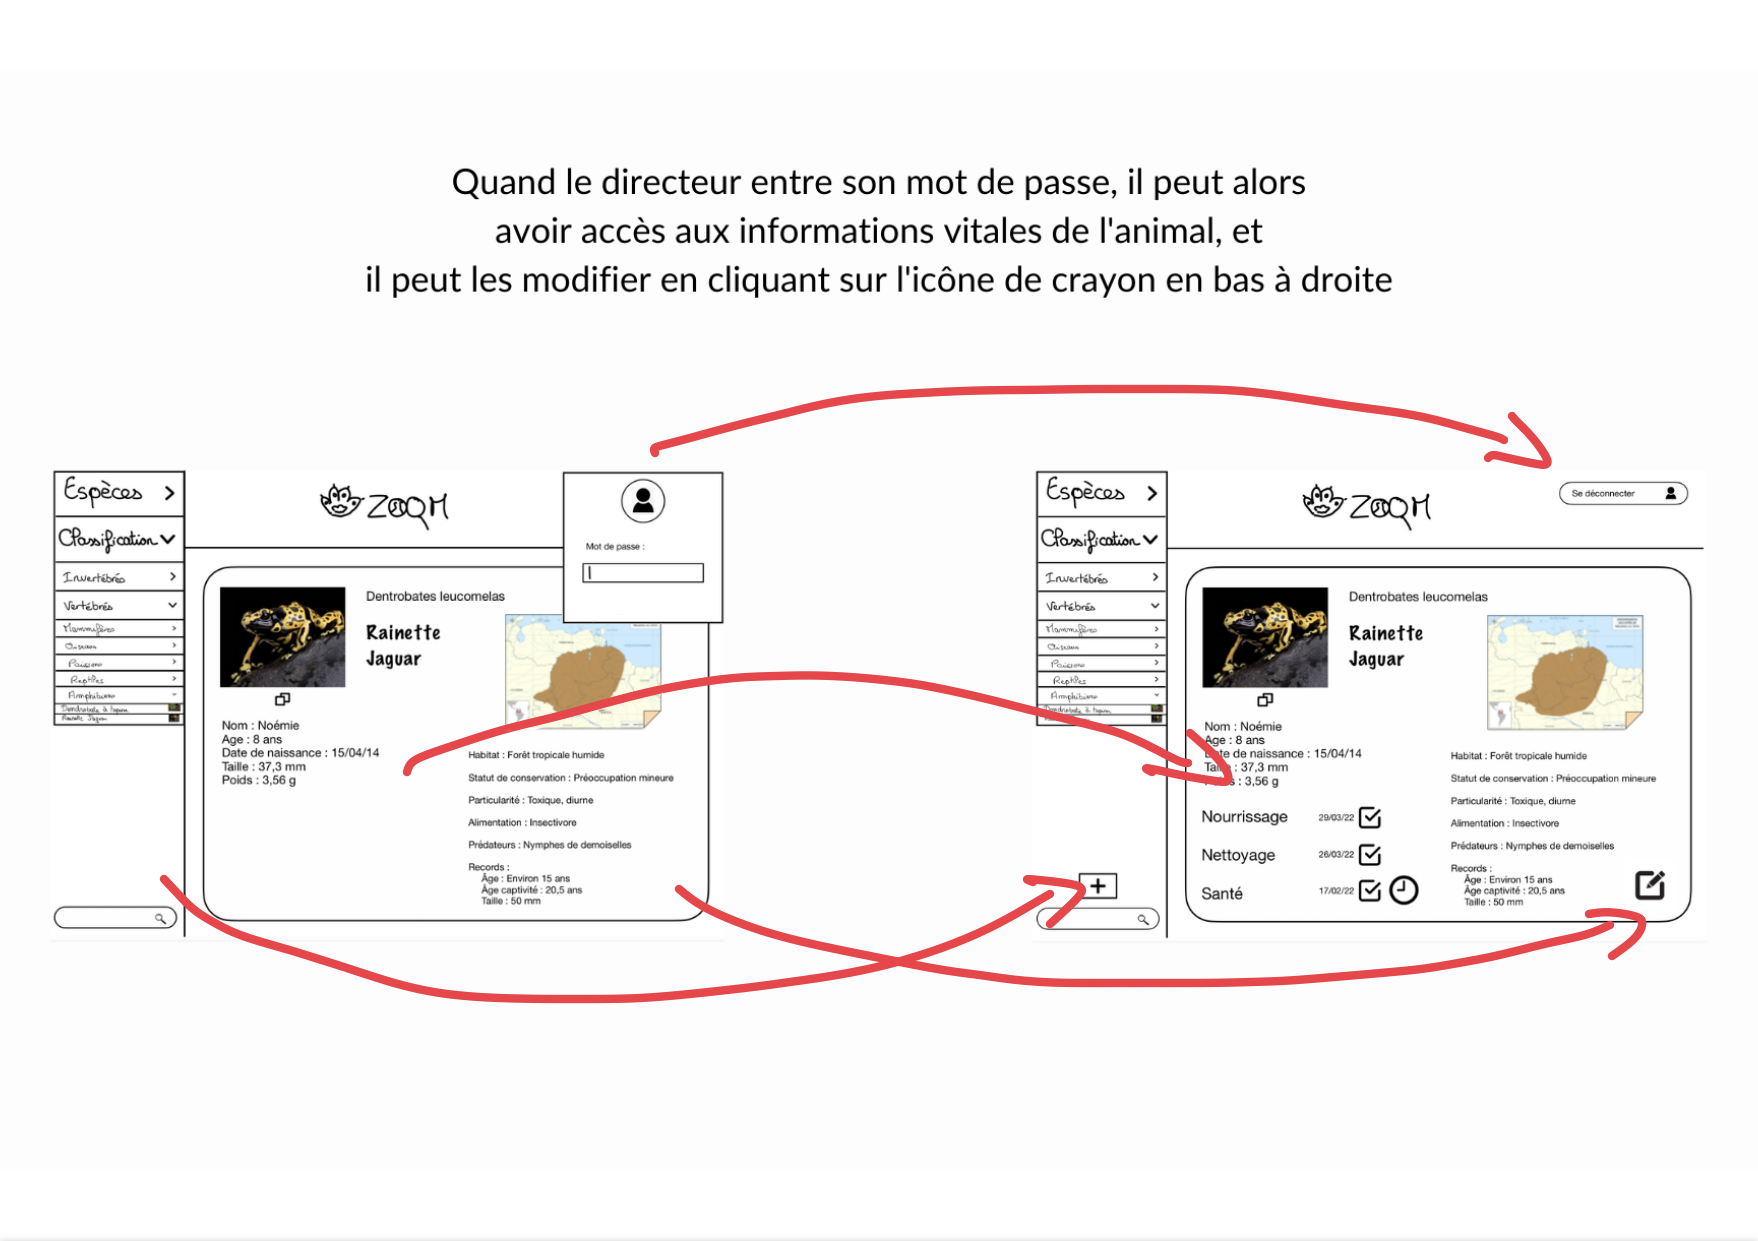 Quand le directeur entre son mot de passe, il peut alors
avoir accès aux informations vitales de l'animal, et
il peut les modifier en cliquant sur l'icône de crayon en bas à droite
Espèces
Classification
Invertébrés
Vertébrés
Mammifères
Oiseaux
Poissons
Reptiles
Amphibiens
ZOOM
Mot de passe :
Dentrobates leucomelas
Rainette
Jaguar
Nom : Noémie
Age : 8 ans
Date de naissance : 15/04/14
Taille : 37,3 mm
Poids : 3,56 g
Habitat : Forêt tropicale humide
Statut de conservation : Préoccupation mineure
Particularité : Toxique, diurne
Alimentation : Insectivore
Prédateurs : Nymphes de demoiselles
Records :
Âge : Environ 15 ans
Âge captivité : 20,5 ans
Taille : 50 mm
Espèces
Classification
Invertébrés
Vertébrés
Mammifères
Oiseaux
Poissons
Reptiles
Amphibiens
ZOOM
Se déconnecter
Dentrobates leucomelas
Rainette
Jaguar
Nom : Noémie
Age : 8 ans
Date de naissance : 15/04/14
Taille : 37,3 mm
Poids : 3,56 g
Nourrissage 29/03/22
Nettoyage 26/03/22
Santé 17/02/22
Habitat : Forêt tropicale humide
Statut de conservation : Préoccupation mineure
Particularité : Toxique, diurne
Alimentation : Insectivore
Prédateurs : Nymphes de demoiselles
Records :
Âge : Environ 15 ans
Âge captivité : 20,5 ans
Taille : 50 mm